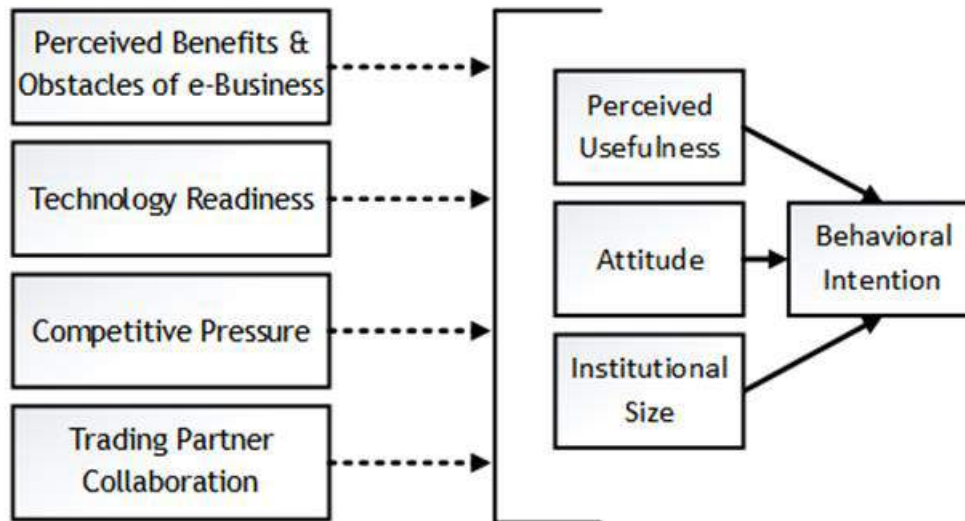 Perceived Benefits &
Obstacles of e-Business
Technology Readiness
Competitive Pressure
Trading Partner
Collaboration
Perceived
Usefulness
Attitude
Institutional
Size
Behavioral
Intention